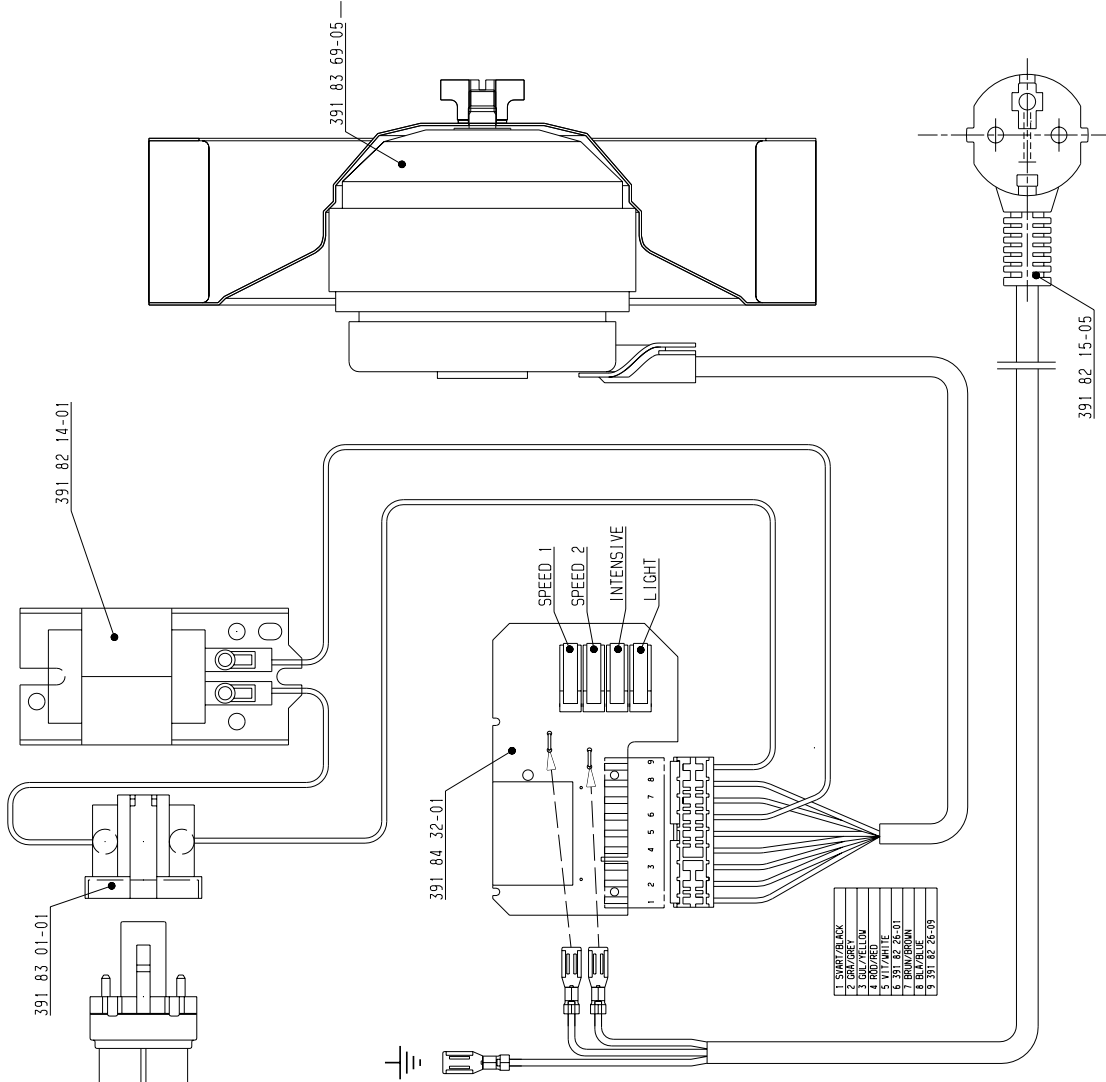 391 83 69-05
391 82 14-01
391 82 15-05
SPEED 1
SPEED 2
INTENSIVE
LIGHT
391 84 32-01
391 83 01-01
1 2 3 4 5 6 7 8 9
1 SVART/BLACK
2 GRÅ/GREY
3 GUL/YELLOW
4 RÖD/RED
5 VIT/WHITE
6 391 82 26-01
7 BRUN/BROWN
8 BLÅ/BLUE
9 391 82 26-09